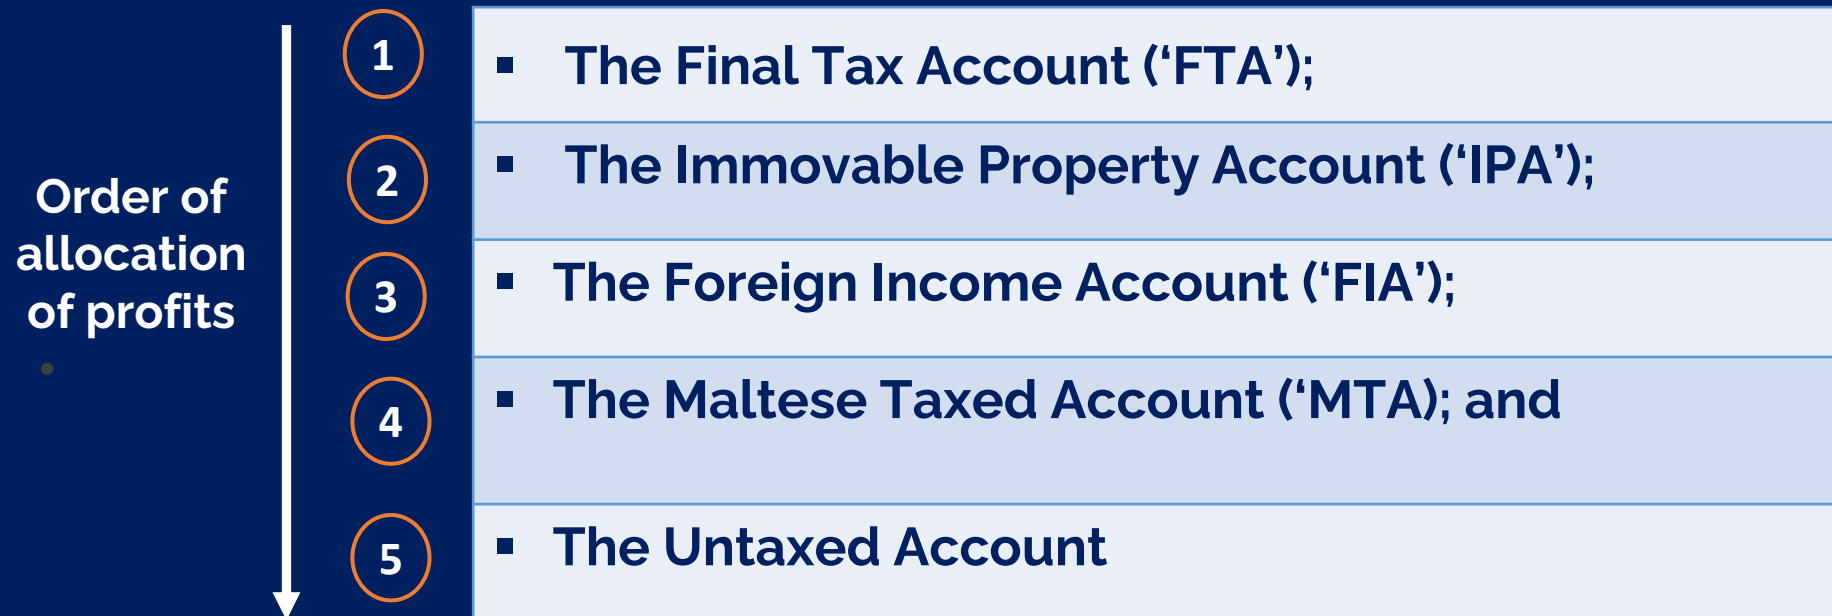 Order of
allocation
of profits
1
▪ The Final Tax Account (‘FTA’);
2
▪ The Immovable Property Account (‘IPA’);
3
▪ The Foreign Income Account (‘FIA’);
4
▪ The Maltese Taxed Account (‘MTA); and
5
▪ The Untaxed Account